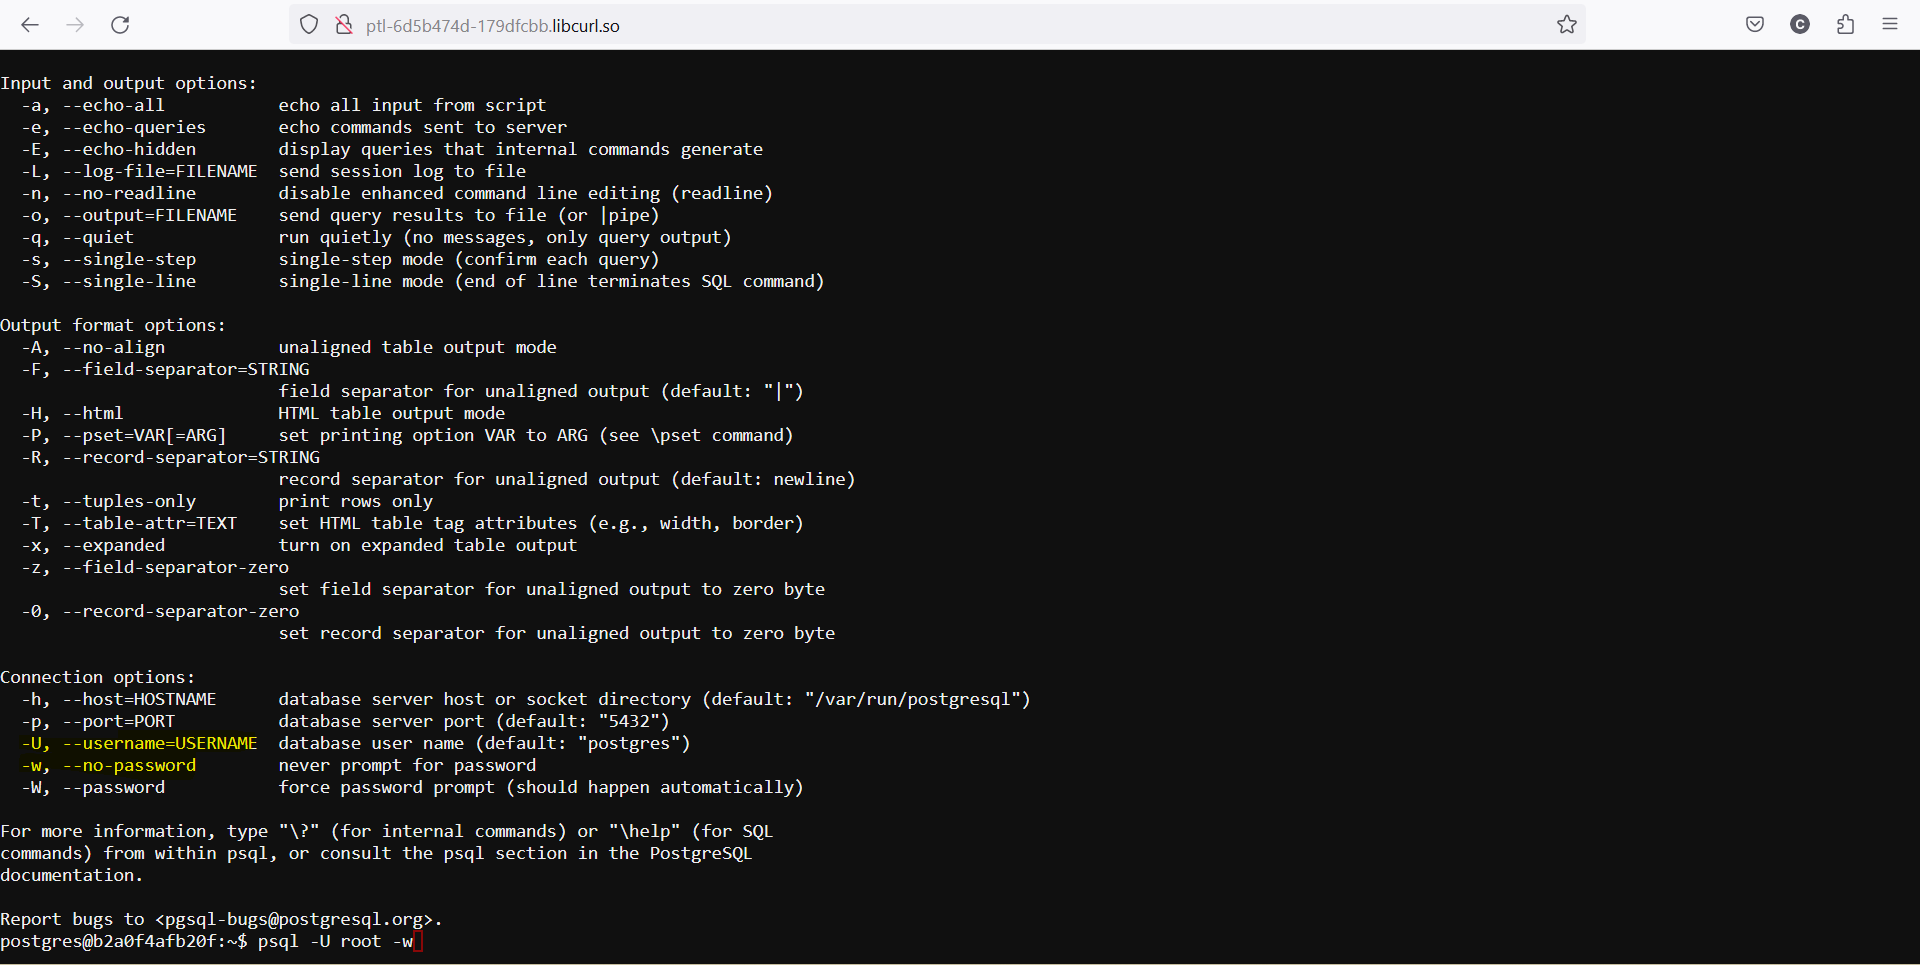 ptl-6d5b474d-179dfcbb.libcurl.so
C
Input and output options:
  -a, --echo-all           echo all input from script
  -e, --echo-queries       echo commands sent to server
  -E, --echo-hidden        display queries that internal commands generate
  -L, --log-file=FILENAME  send session log to file
  -n, --no-readline        disable enhanced command line editing (readline)
  -o, --output=FILENAME    send query results to file (or |pipe)
  -q, --quiet              run quietly (no messages, only query output)
  -s, --single-step        single-step mode (confirm each query)
  -S, --single-line        single-line mode (end of line terminates SQL command)

Output format options:
  -A, --no-align           unaligned table output mode
  -F, --field-separator=STRING
                           field separator for unaligned output (default: "|")
  -H, --html               HTML table output mode
  -P, --pset=VAR[=ARG]     set printing option VAR to ARG (see \pset command)
  -R, --record-separator=STRING
                           record separator for unaligned output (default: newline)
  -t, --tuples-only        print rows only
  -T, --table-attr=TEXT    set HTML table tag attributes (e.g., width, border)
  -x, --expanded           turn on expanded table output
  -z, --field-separator-zero
                           set field separator for unaligned output to zero byte
  -0, --record-separator-zero
                           set record separator for unaligned output to zero byte

Connection options:
  -h, --host=HOSTNAME      database server host or socket directory (default: "/var/run/postgresql")
  -p, --port=PORT          database server port (default: "5432")
  -U, --username=USERNAME  database user name (default: "postgres")
  -w, --no-password        never prompt for password
  -W, --password           force password prompt (should happen automatically)

For more information, type "\?" (for internal commands) or "\help" (for SQL
commands) from within psql, or consult the psql section in the PostgreSQL
documentation.

Report bugs to <pgsql-bugs@postgresql.org>.
postgres@b2a0f4afb20f:~$ psql -U root -w